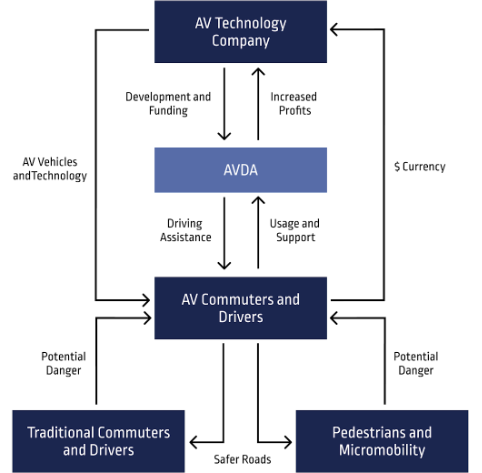 AV Technology
Company
Development and
Funding
Increased
Profits
AV Vehicles
andTechnology
AVDA
$ Currency
Driving
Assistance
Usage and
Support
AV Commuters and
Drivers
Potential
Danger
Potential
Danger
Traditional Commuters
and Drivers
Safer Roads
Pedestrians and
Micromobility